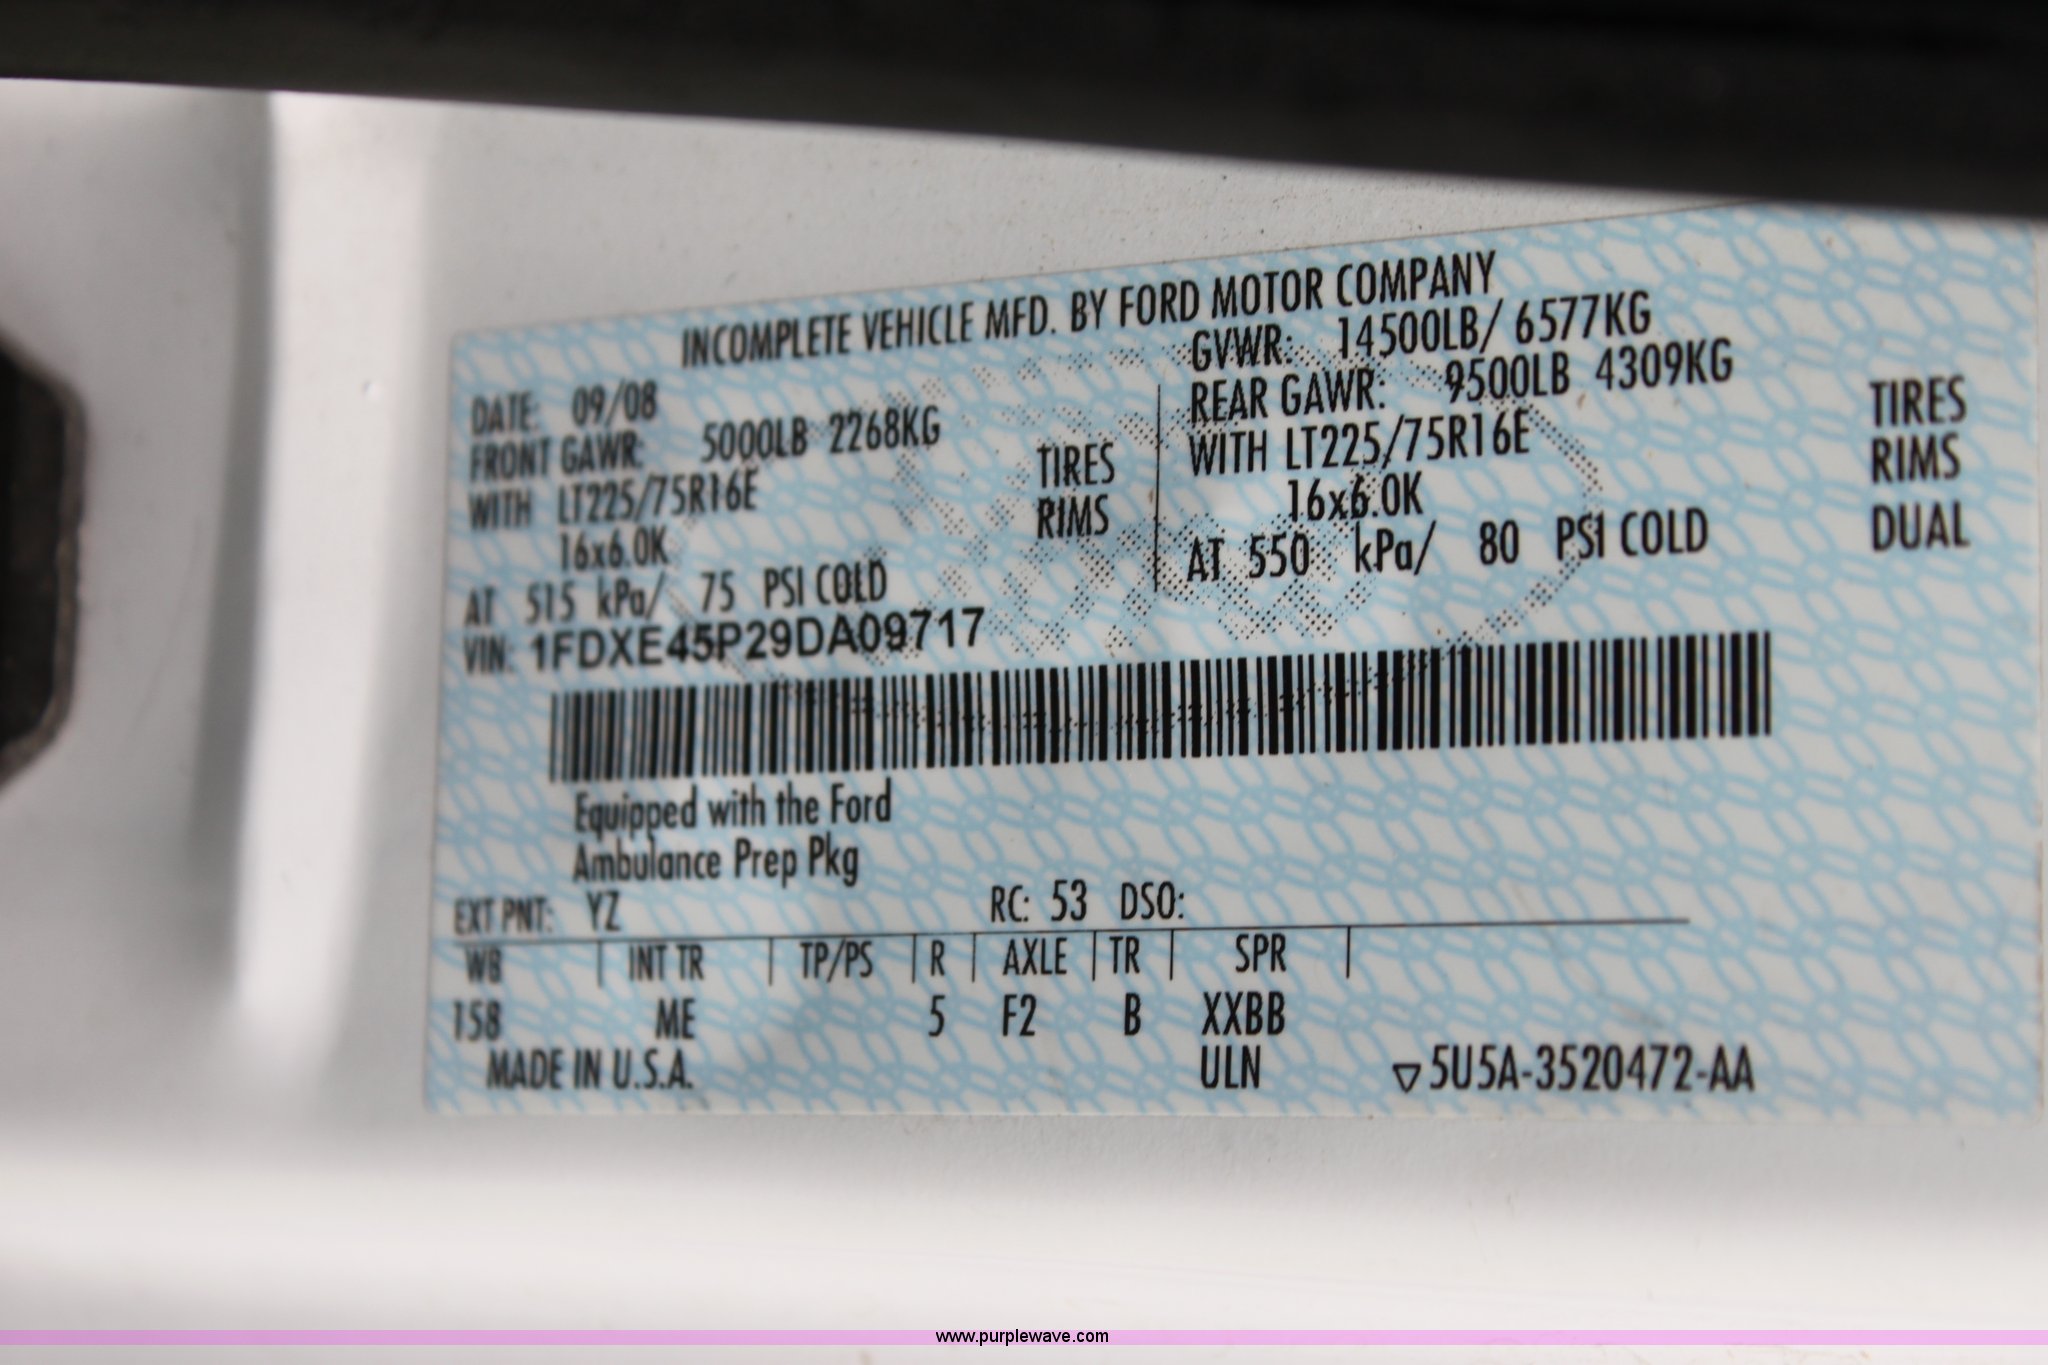 INCOMPLETE VEHICLE MFD. BY FORD MOTOR COMPANY
DATE: 09/08
GVWR: 14500LB/ 6577KG
FRONT GAWR: 5000LB 2268KG
REAR GAWR: 9500LB 4309KG
WITH LT225/75R16E TIRES
WITH LT225/75R16E TIRES
16x6.0K RIMS
16x6.0K RIMS
AT 515 kPa/ 75 PSI COLD
AT 550 kPa/ 80 PSI COLD DUAL
VIN: 1FDXE45P29DA09717
Equipped with the Ford
Ambulance Prep Pkg
EXT PNT: YZ RC: 53 DSO:
WB | INT TR | TP/PS | R | AXLE | TR | SPR |
158 ME 5 F2 B XXBB
MADE IN U.S.A. ULN ▽5U5A-3520472-AA
www.purplewave.com